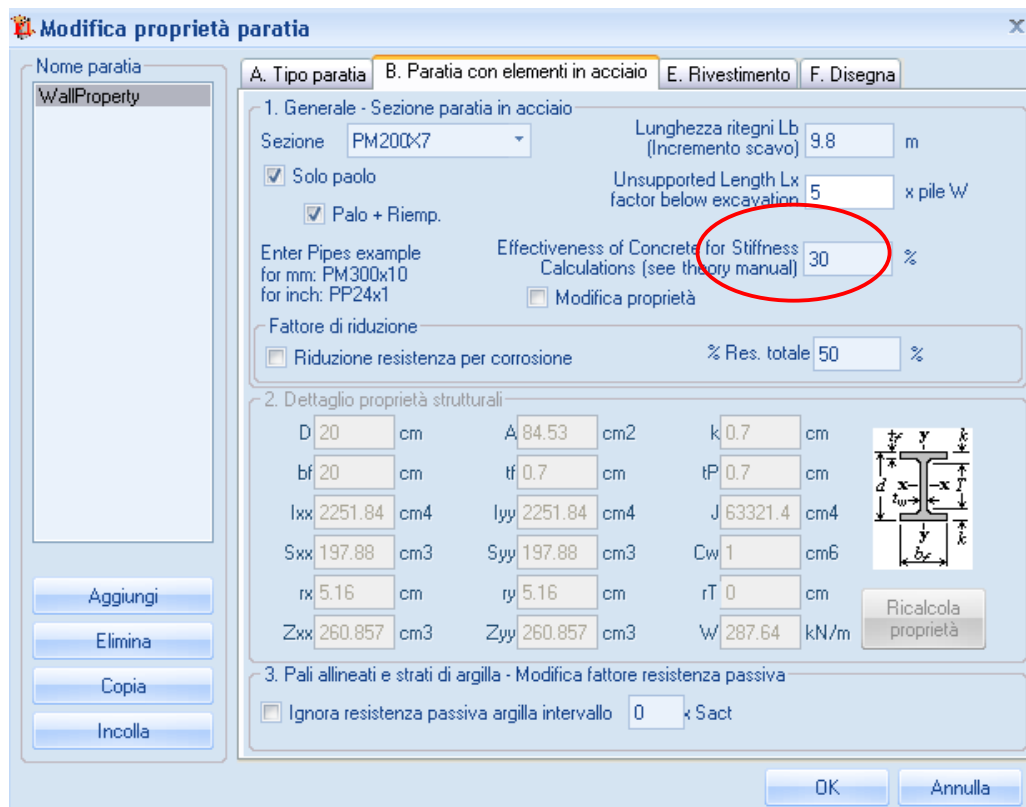 Modifica proprietà paratia
x
Nome paratia
WallProperty
Aggiungi
Elimina
Copia
Incolla
A. Tipo paratia
B. Paratia con elementi in acciaio
E. Rivestimento
F. Disegna
1. Generale - Sezione paratia in acciaio
Sezione PM200X7
Solo paolo
Palo + Riemp.
Enter Pipes example
for mm: PM300x10
for inch: PP24x1
Lunghezza ritegni Lb
(Incremento scavo) 9.8 m
Unsupported Length Lx
factor below excavation 5 x pile W
Effectiveness of Concrete for Stiffness
Calculations (see theory manual) 30 %
Modifica proprietà
Fattore di riduzione
Riduzione resistenza per corrosione % Res. totale 50 %
2. Dettaglio proprietà strutturali
D 20 cm A 84.53 cm2 k 0.7 cm
bf 20 cm tf 0.7 cm tP 0.7 cm
Ixx 2251.84 cm4 Iyy 2251.84 cm4 J 63321.4 cm4
Sxx 197.88 cm3 Syy 197.88 cm3 Cw 1 cm6
rx 5.16 cm ry 5.16 cm rT 0 cm
Zxx 260.857 cm3 Zyy 260.857 cm3 W 287.64 kN/m
tf y k
d x x T
tw
y k
bf
Ricalcola
proprietà
3. Pali allineati e strati di argilla - Modifica fattore resistenza passiva
Ignora resistenza passiva argilla intervallo 0 x Sact
OK
Annulla